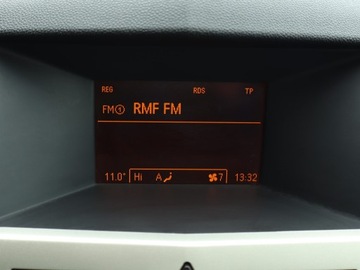 REG RDS TP
FM① RMF FM
11.0° Hi A 7 13:32